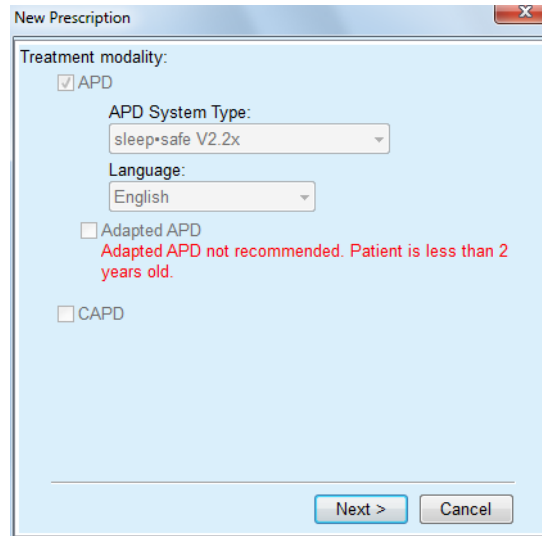 New Prescription
x
Treatment modality:
APD
APD System Type:
sleep•safe V2.2x
Language:
English
Adapted APD
Adapted APD not recommended. Patient is less than 2
years old.
CAPD
Next >
Cancel